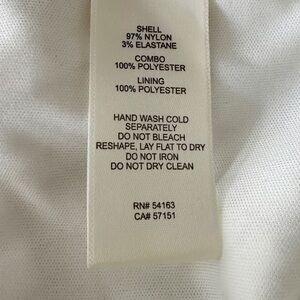 SHELL
97% NYLON
3% ELASTANE
COMBO
100% POLYESTER
LINING
100% POLYESTER
HAND WASH COLD
SEPARATELY
DO NOT BLEACH
RESHAPE, LAY FLAT TO DRY
DO NOT IRON
DO NOT DRY CLEAN
RN# 54163
CA# 57151